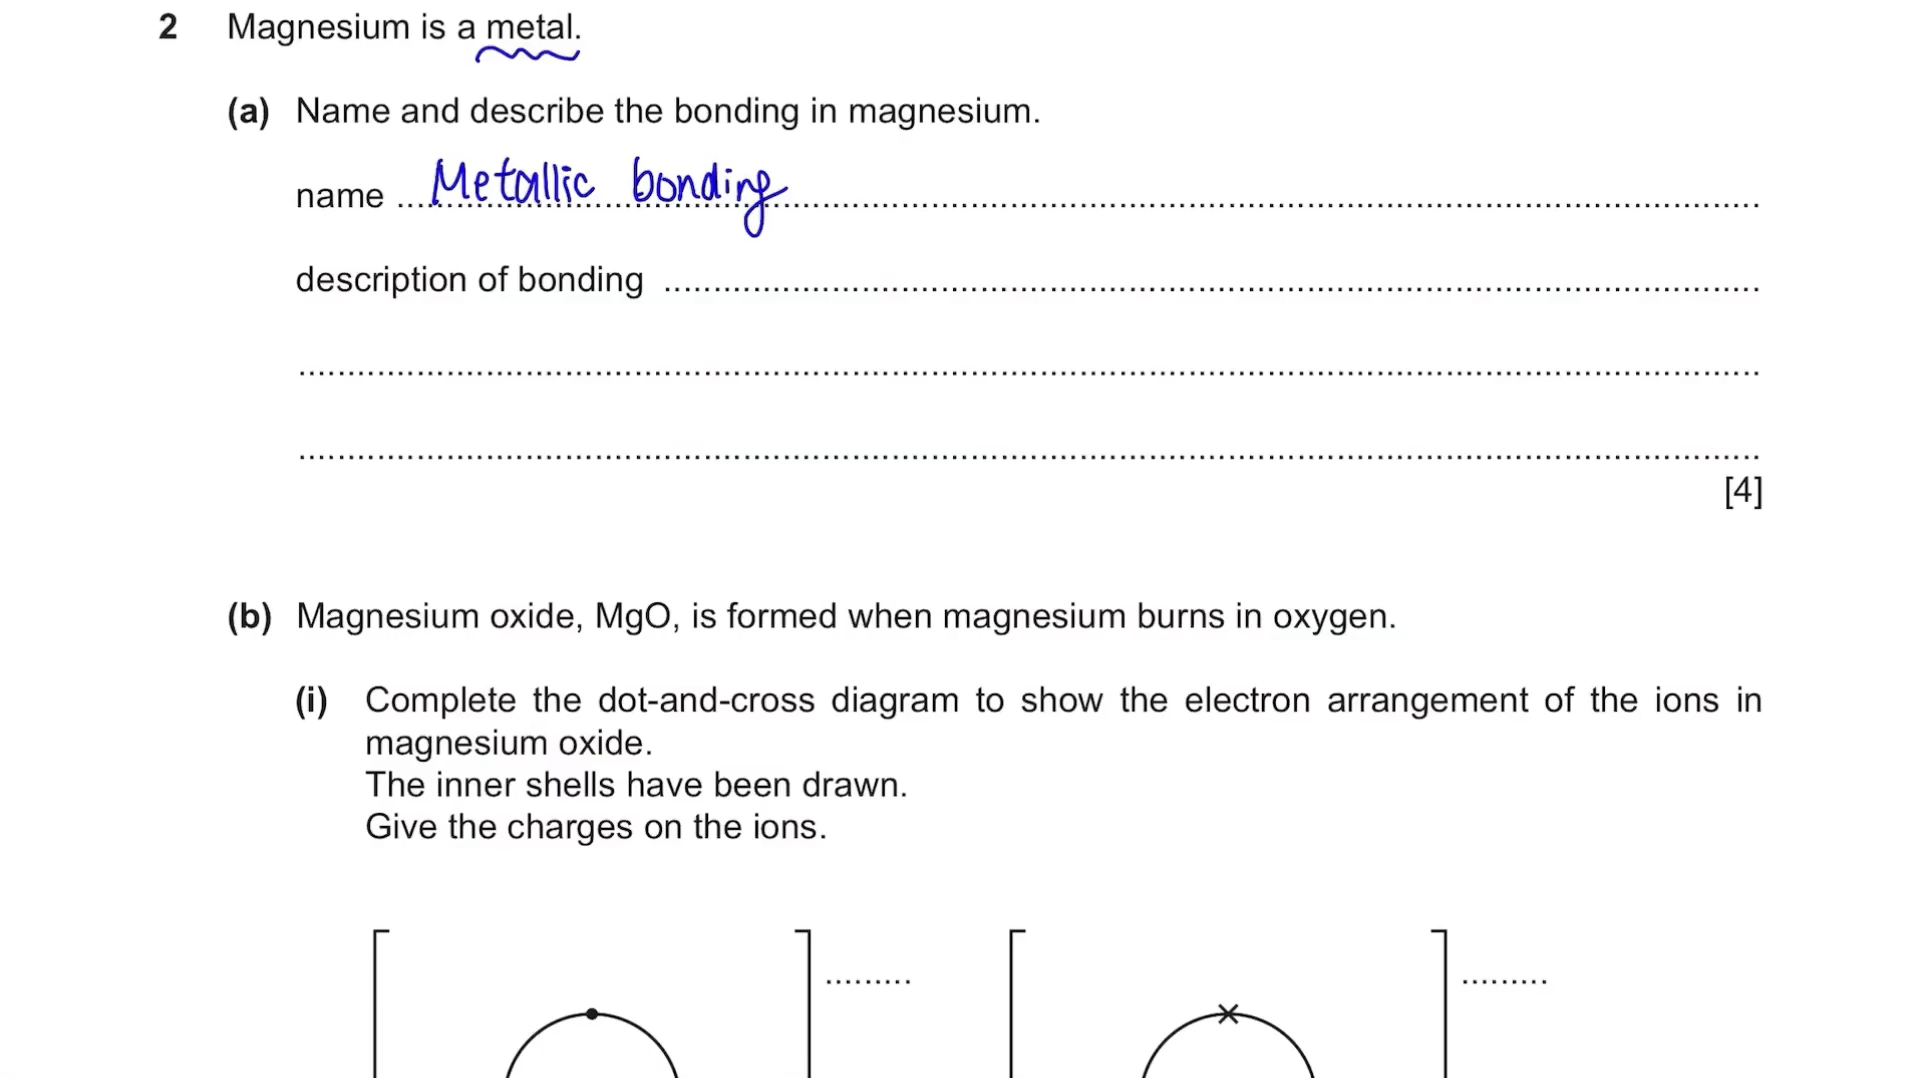 2 Magnesium is a metal.
(a) Name and describe the bonding in magnesium.
name ... Metallic bonding ...
description of bonding ...
[4]
(b) Magnesium oxide, MgO, is formed when magnesium burns in oxygen.
(i) Complete the dot-and-cross diagram to show the electron arrangement of the ions in
magnesium oxide.
The inner shells have been drawn.
Give the charges on the ions.